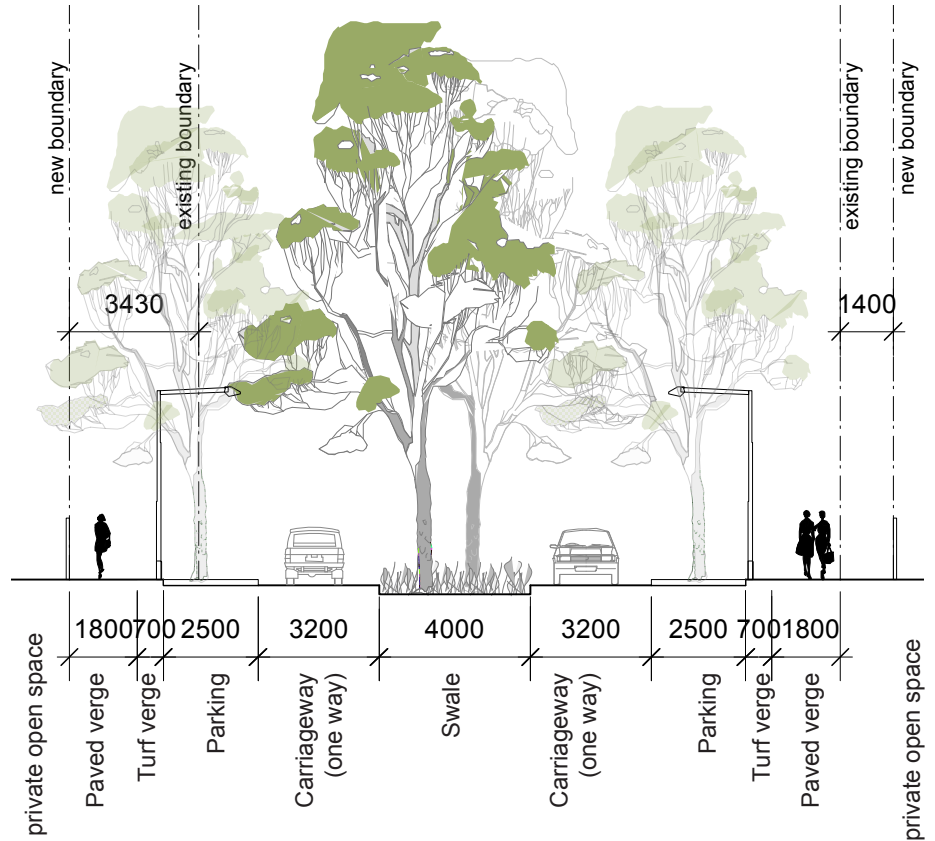 new boundary
existing boundary
existing boundary
new boundary
3430
1400
1800
700
2500
3200
4000
3200
2500
700
1800
private open space
Paved verge
Turf verge
Parking
Carriageway
(one way)
Swale
Carriageway
(one way)
Parking
Turf verge
Paved verge
private open space